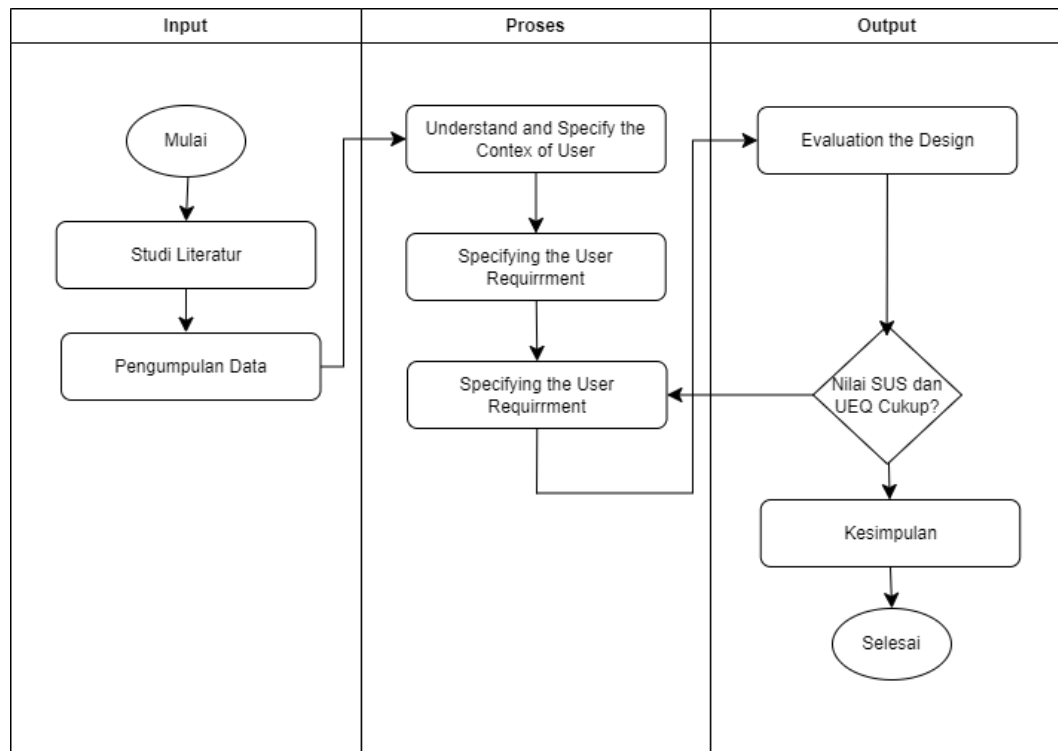 Input
Proses
Output
Mulai
Studi Literatur
Pengumpulan Data
Understand and Specify the
Contex of User
Specifying the User
Requirrment
Specifying the User
Requirrment
Evaluation the Design
Nilai SUS dan
UEQ Cukup?
Kesimpulan
Selesai